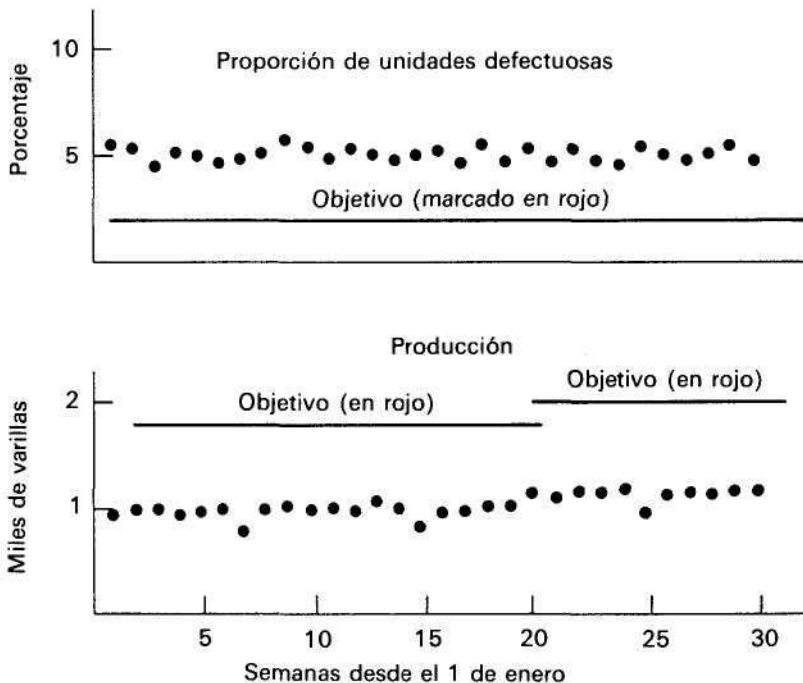 Porcentaje
10
5
Proporción de unidades defectuosas
Objetivo (marcado en rojo)
Producción
Miles de varillas
2
1
Objetivo (en rojo)
Objetivo (en rojo)
5 10 15 20 25 30
Semanas desde el 1 de enero